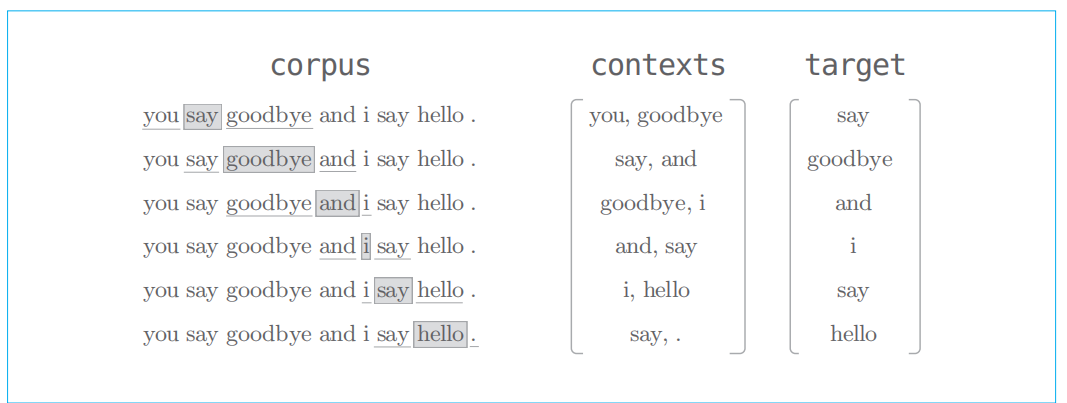 corpus contexts target
you say goodbye and i say hello . you, goodbye say
you say goodbye and i say hello . say, and goodbye
you say goodbye and i say hello . goodbye, i and
you say goodbye and i say hello . and, say i
you say goodbye and i say hello . i, hello say
you say goodbye and i say hello . say, . hello